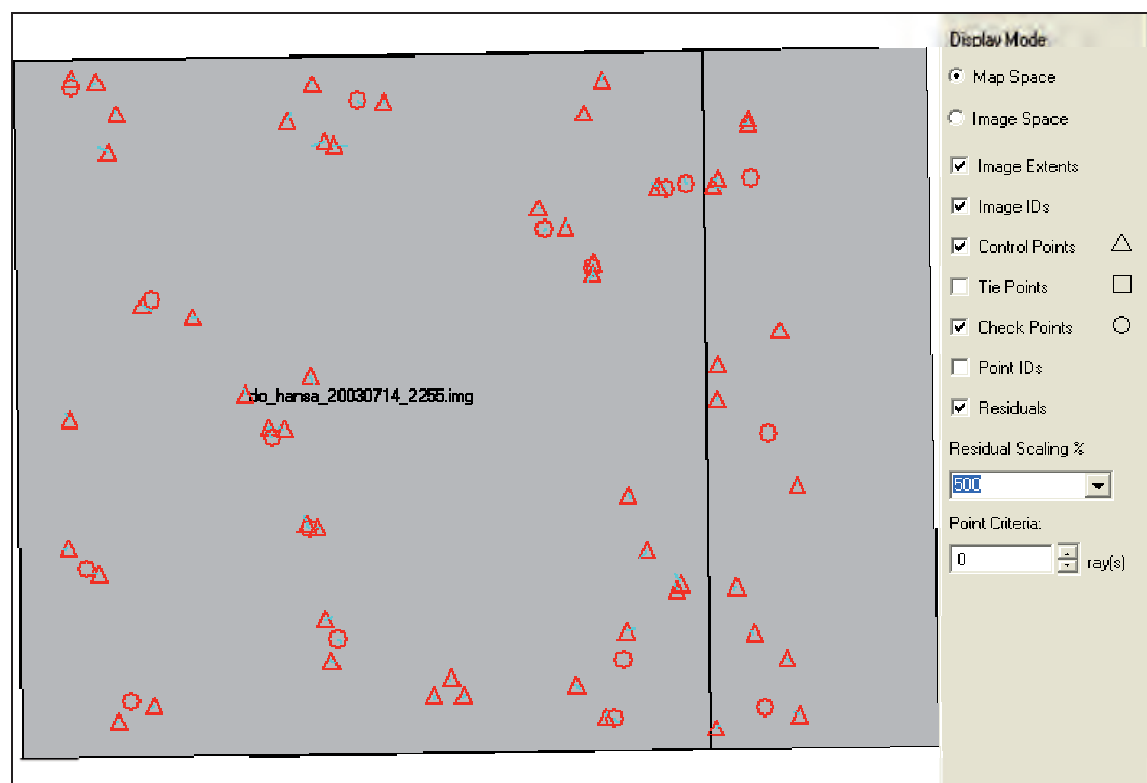 Display Mode
Map Space
Image Space
Image Extents
Image IDs
Control Points
Tie Points
Check Points
Point IDs
Residuals
Residual Scaling %
500
Point Criteria:
0 ray(s)
do_hansa_20030714_2255.img